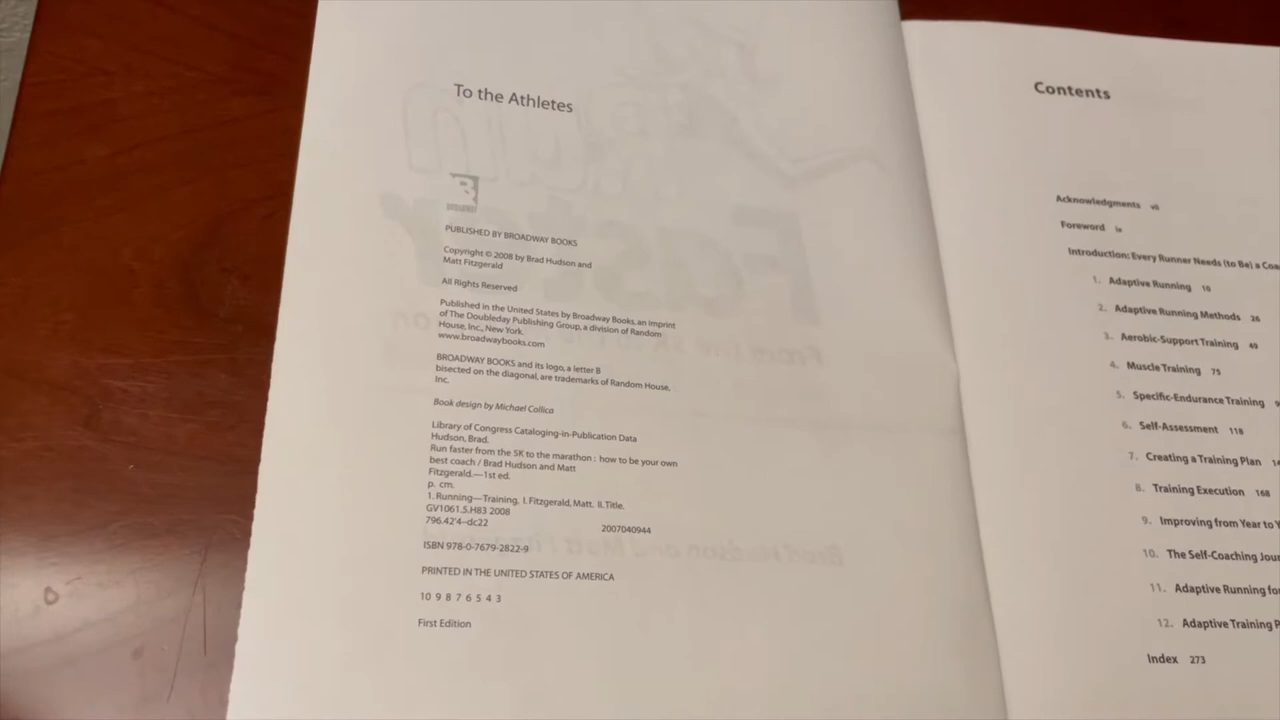 To the Athletes
B
BROADWAY
PUBLISHED BY BROADWAY BOOKS
Copyright © 2008 by Brad Hudson and
Matt Fitzgerald
All Rights Reserved
Published in the United States by Broadway Books, an imprint
of The Doubleday Publishing Group, a division of Random
House, Inc., New York.
www.broadwaybooks.com
BROADWAY BOOKS and its logo, a letter B
bisected on the diagonal, are trademarks of Random House,
Inc.
Book design by Michael Collica
Library of Congress Cataloging-in-Publication Data
Hudson, Brad.
Run faster from the 5K to the marathon : how to be your own
best coach / Brad Hudson and Matt
Fitzgerald.—1st ed.
p. cm.
1. Running—Training. I. Fitzgerald, Matt. II. Title.
GV1061.5.H83 2008
796.42'4–dc22 2007040944
ISBN 978-0-7679-2822-9
PRINTED IN THE UNITED STATES OF AMERICA
10 9 8 7 6 5 4 3
First Edition
Contents
Acknowledgments vii
Foreword ix
Introduction: Every Runner Needs (to Be) a
1. Adaptive Running 10
2. Adaptive Running Methods 26
3. Aerobic-Support Training 49
4. Muscle Training 75
5. Specific-Endurance Training
6. Self-Assessment 118
7. Creating a Training Plan
8. Training Execution 168
9. Improving from Year to
10. The Self-Coaching
11. Adaptive Running
12. Adaptive Training
Index 273